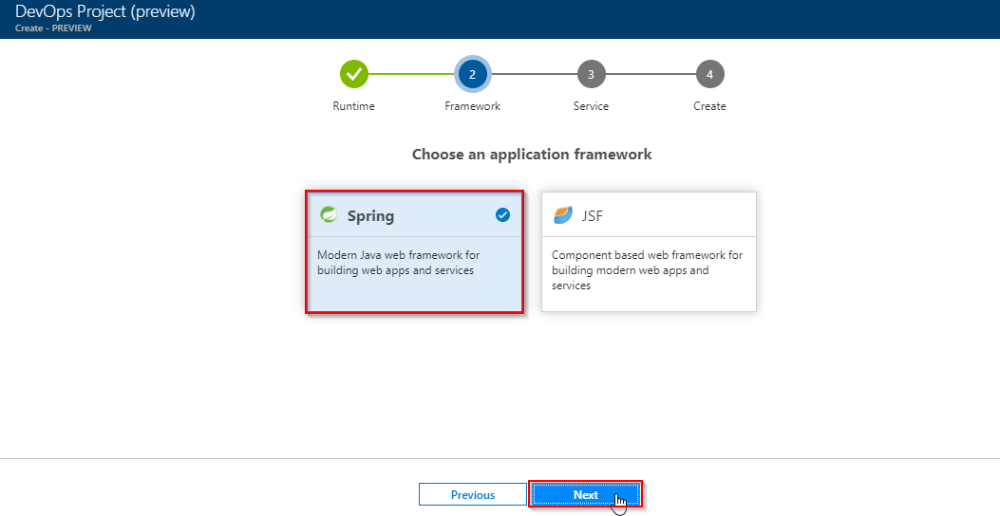 DevOps Project (preview)
Create - PREVIEW
2
3
4
Runtime
Framework
Service
Create
Choose an application framework
Spring
Modern Java web framework for
building web apps and services
JSF
Component based web framework for
building modern web apps and
services
Previous
Next